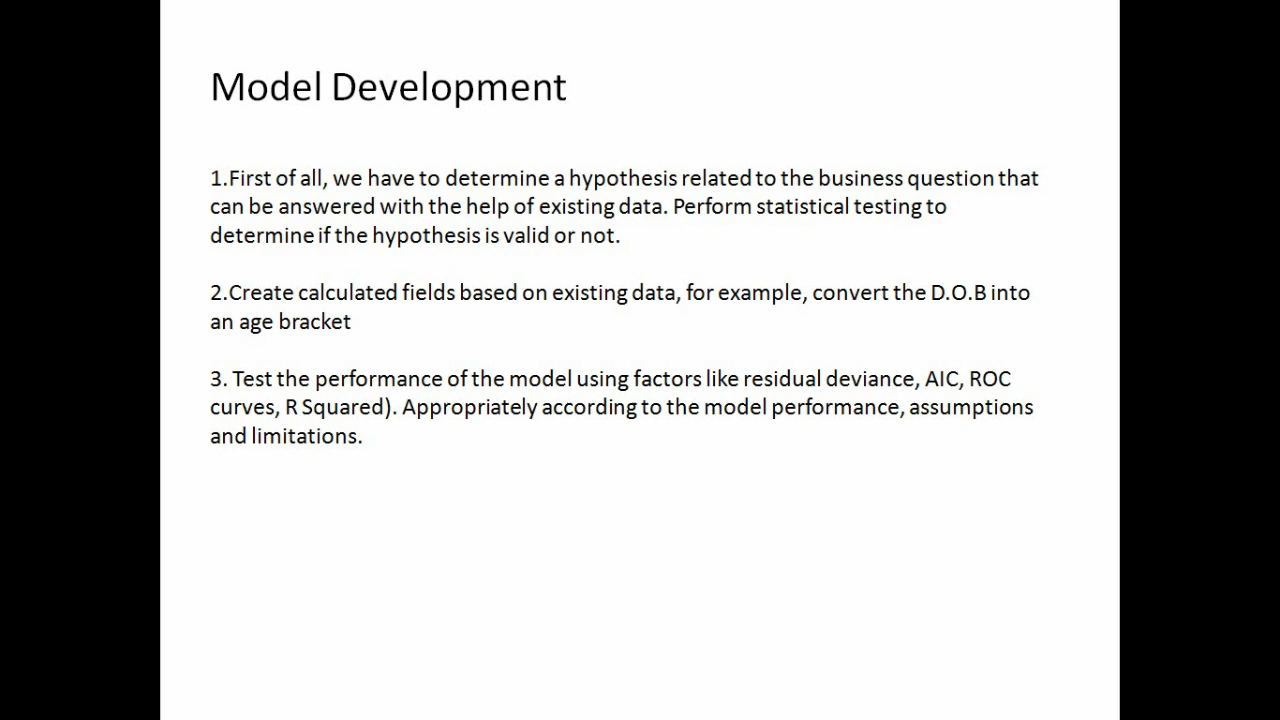 Model Development
1.First of all, we have to determine a hypothesis related to the business question that
can be answered with the help of existing data. Perform statistical testing to
determine if the hypothesis is valid or not.
2.Create calculated fields based on existing data, for example, convert the D.O.B into
an age bracket
3. Test the performance of the model using factors like residual deviance, AIC, ROC
curves, R Squared). Appropriately according to the model performance, assumptions
and limitations.